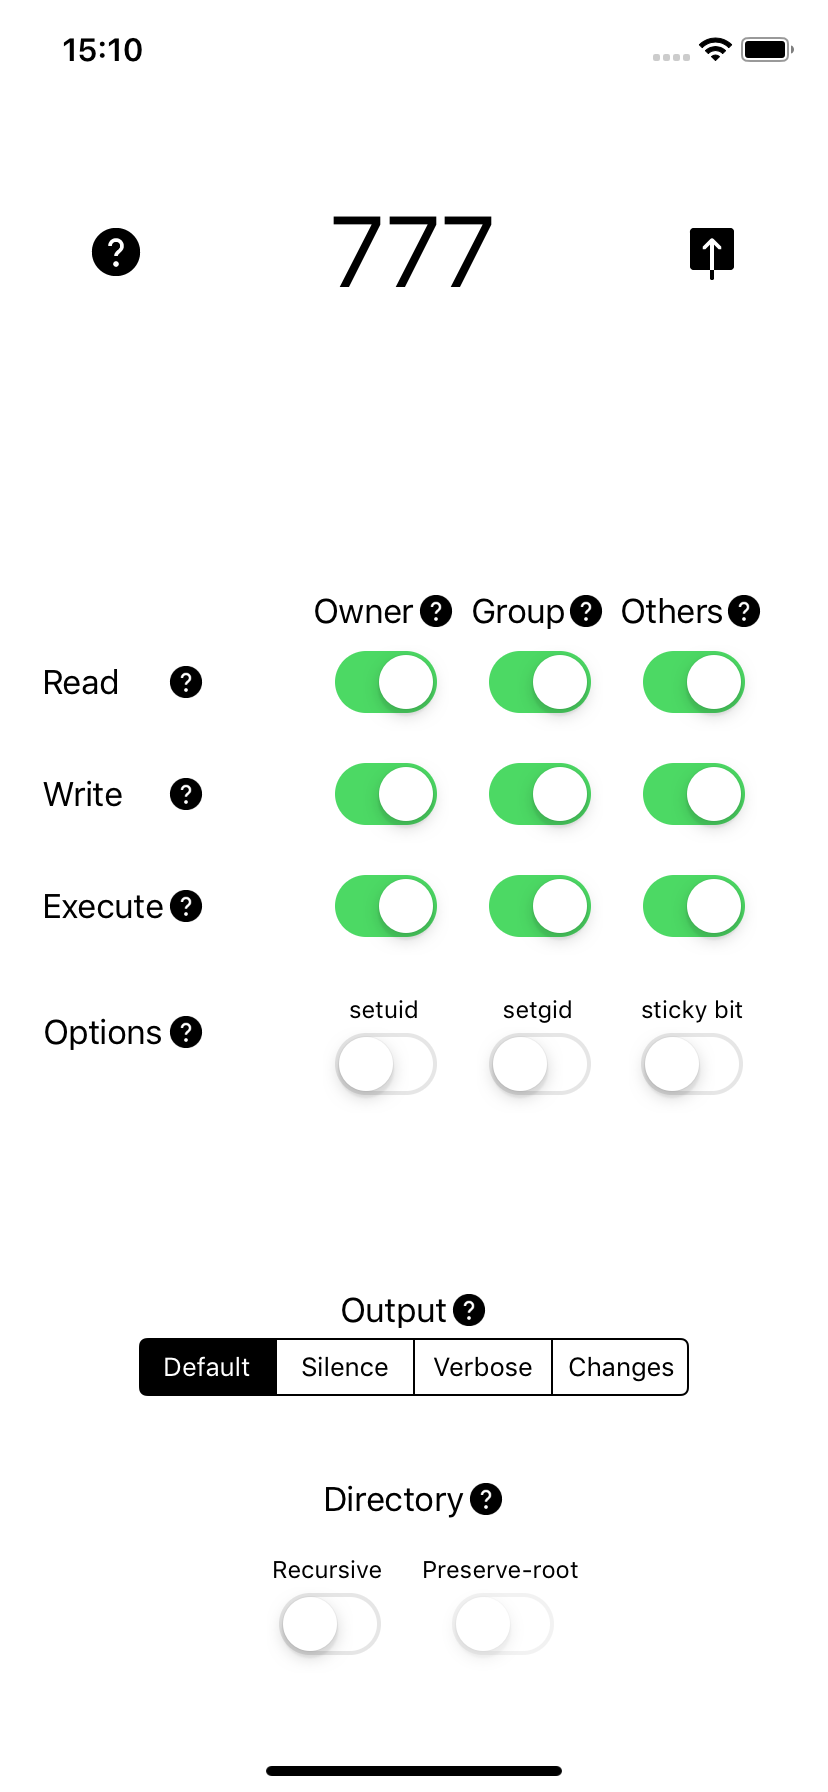 15:10
777
Owner ? Group ? Others ?
Read ?
Write ?
Execute ?
setuid setgid sticky bit
Options ?
Output ?
Default Silence Verbose Changes
Directory ?
Recursive Preserve-root